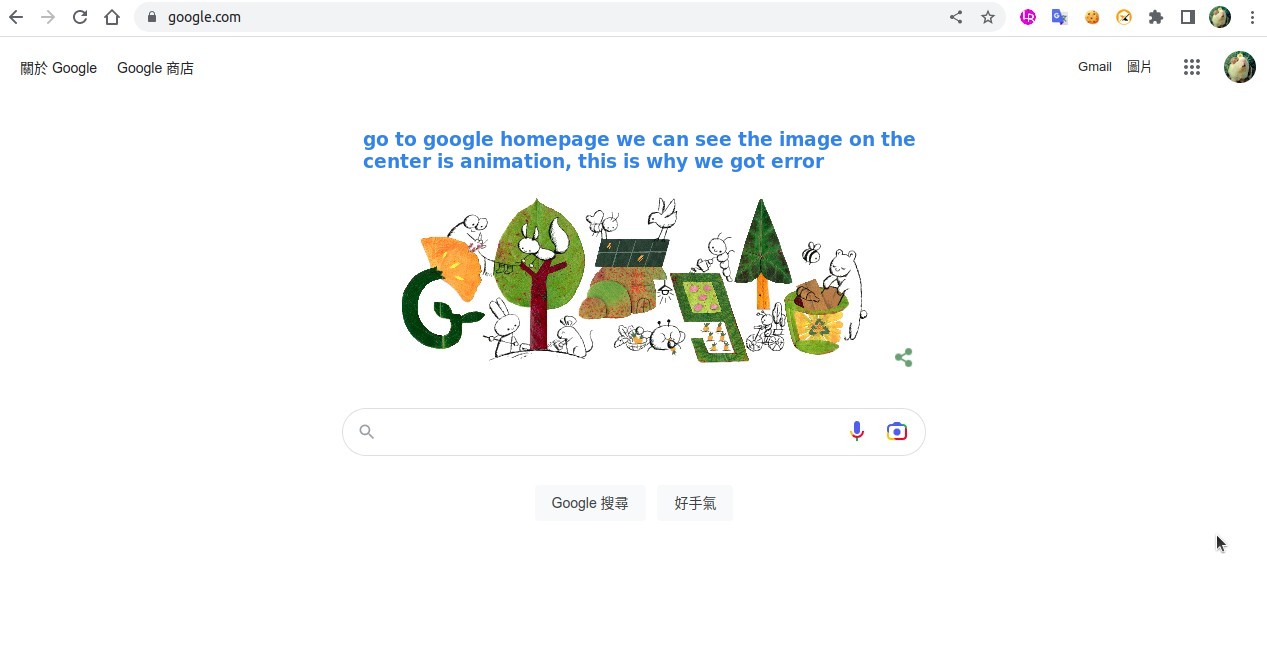 google.com
關於 Google Google 商店 Gmail 圖片
go to google homepage we can see the image on the
center is animation, this is why we got error
Google 搜尋 好手氣